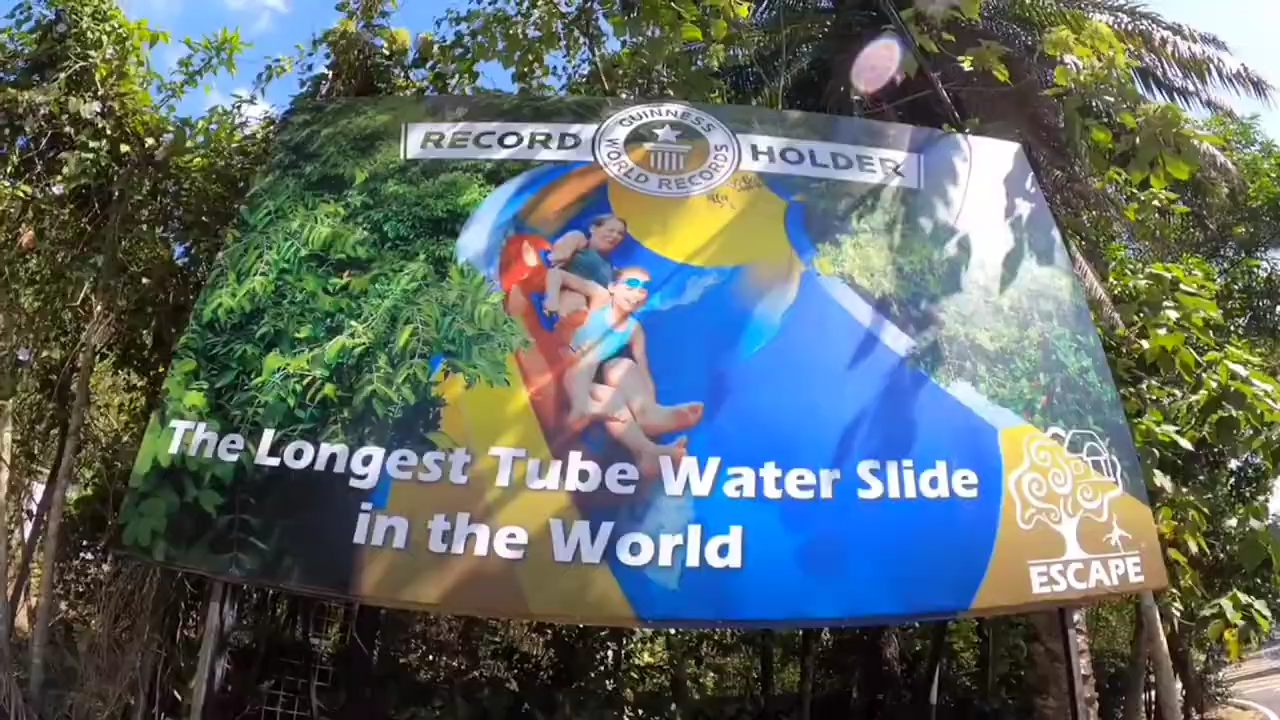 RECORD GUINNESS WORLD RECORDS HOLDER
The Longest Tube Water Slide
in the World
ESCAPE